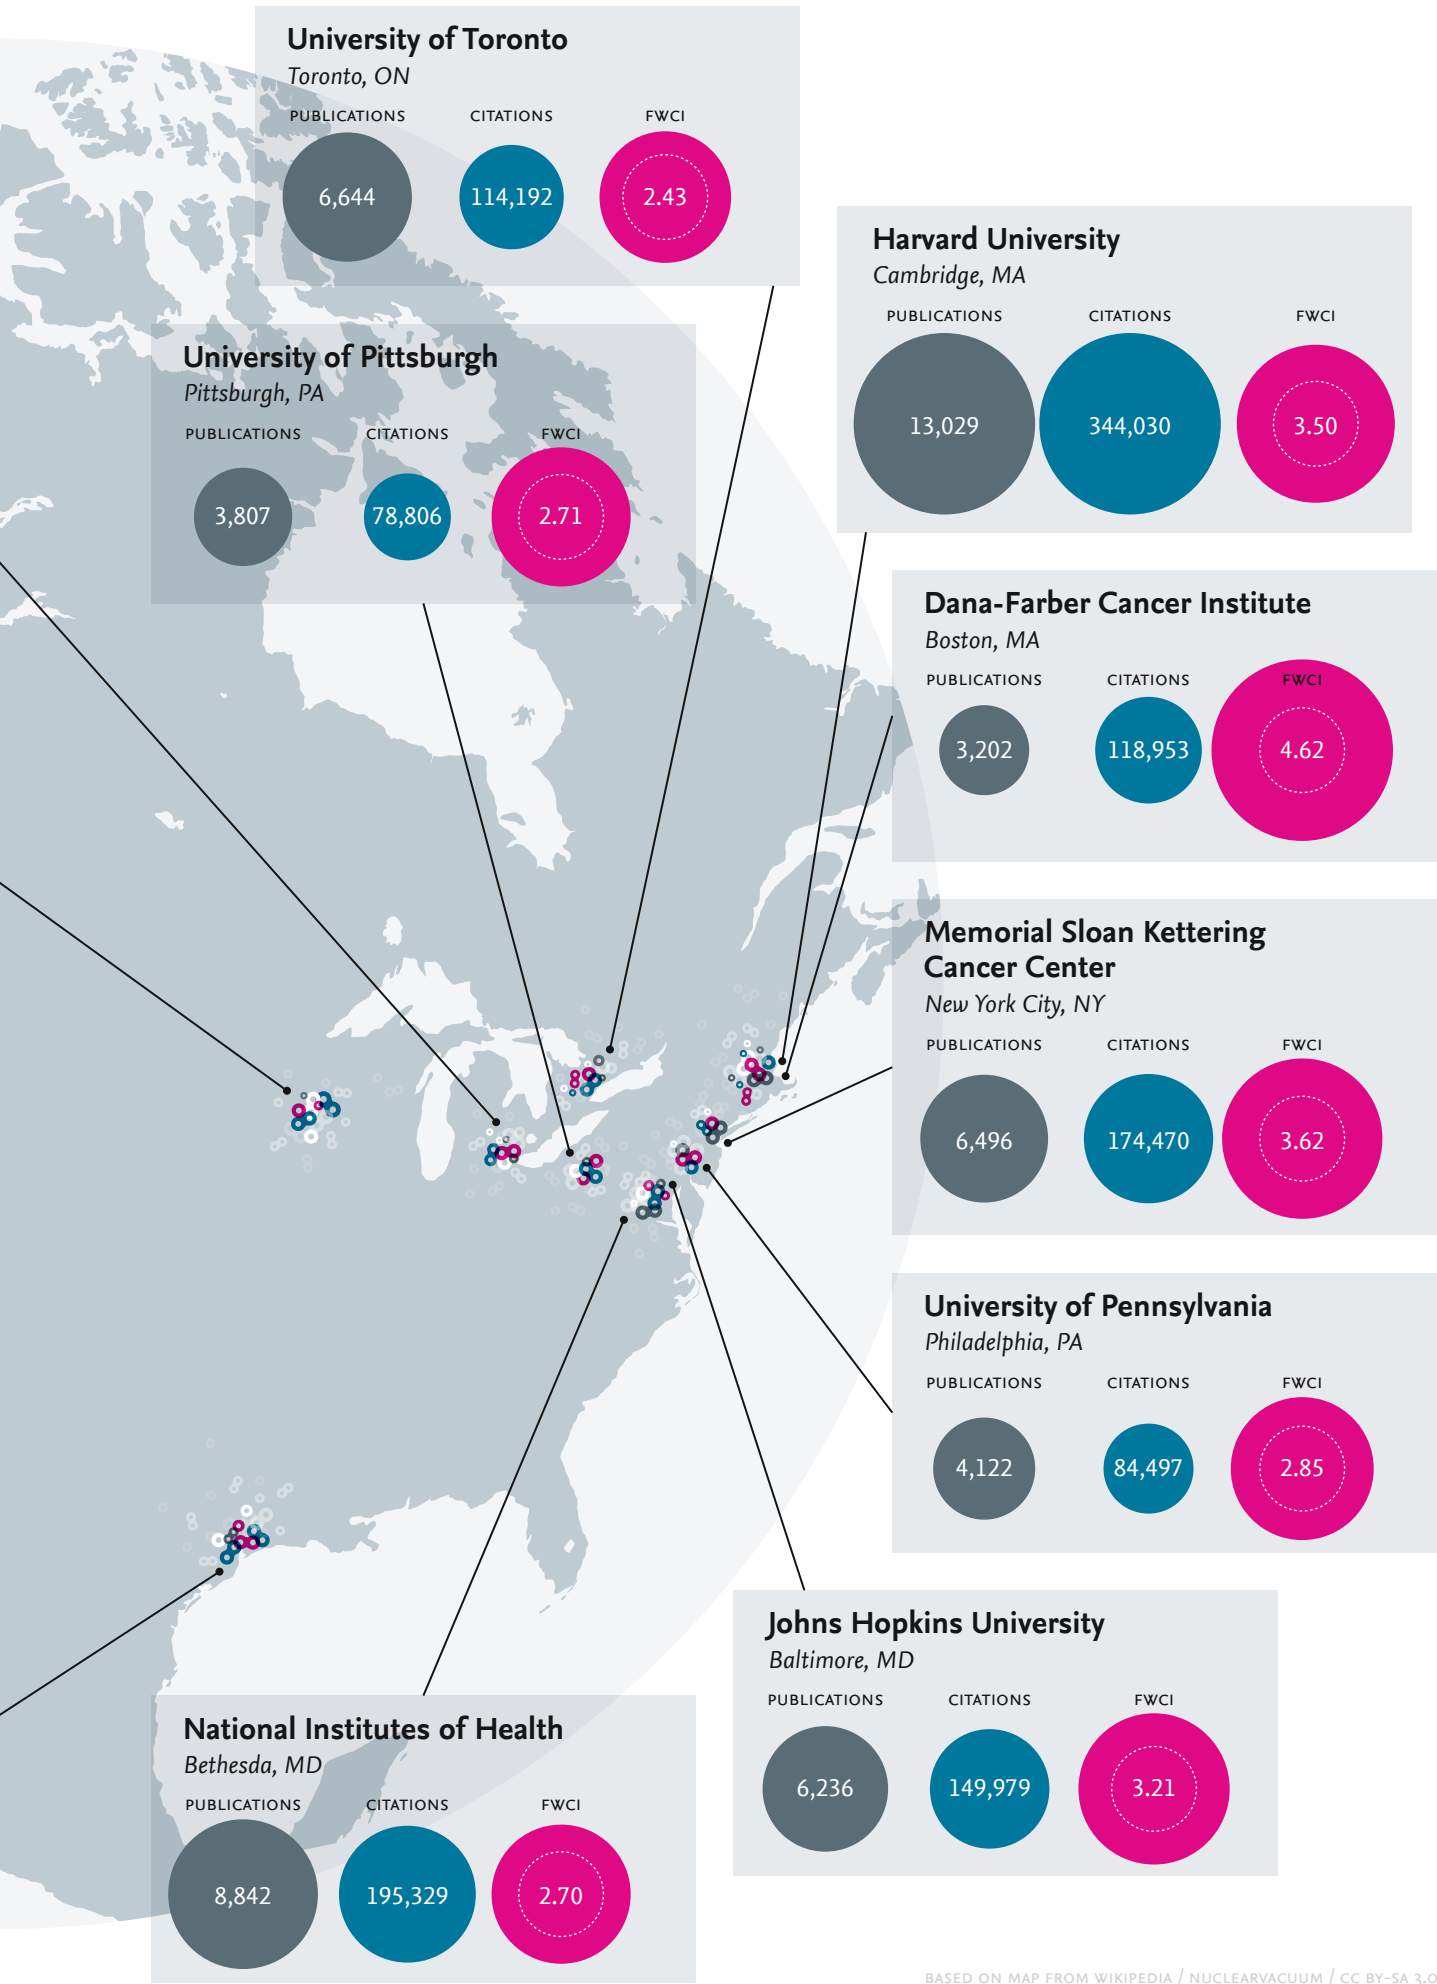 University of Toronto
Toronto, ON
PUBLICATIONS CITATIONS FWCI
6,644 114,192 2.43
Harvard University
Cambridge, MA
PUBLICATIONS CITATIONS FWCI
13,029 344,030 3.50
University of Pittsburgh
Pittsburgh, PA
PUBLICATIONS CITATIONS FWCI
3,807 78,806 2.71
Dana-Farber Cancer Institute
Boston, MA
PUBLICATIONS CITATIONS FWCI
3,202 118,953 4.62
Memorial Sloan Kettering
Cancer Center
New York City, NY
PUBLICATIONS CITATIONS FWCI
6,496 174,470 3.62
University of Pennsylvania
Philadelphia, PA
PUBLICATIONS CITATIONS FWCI
4,122 84,497 2.85
Johns Hopkins University
Baltimore, MD
PUBLICATIONS CITATIONS FWCI
6,236 149,979 3.21
National Institutes of Health
Bethesda, MD
PUBLICATIONS CITATIONS FWCI
8,842 195,329 2.70
BASED ON MAP FROM WIKIPEDIA / NUCLEARVACUUM / CC BY-SA 3.0